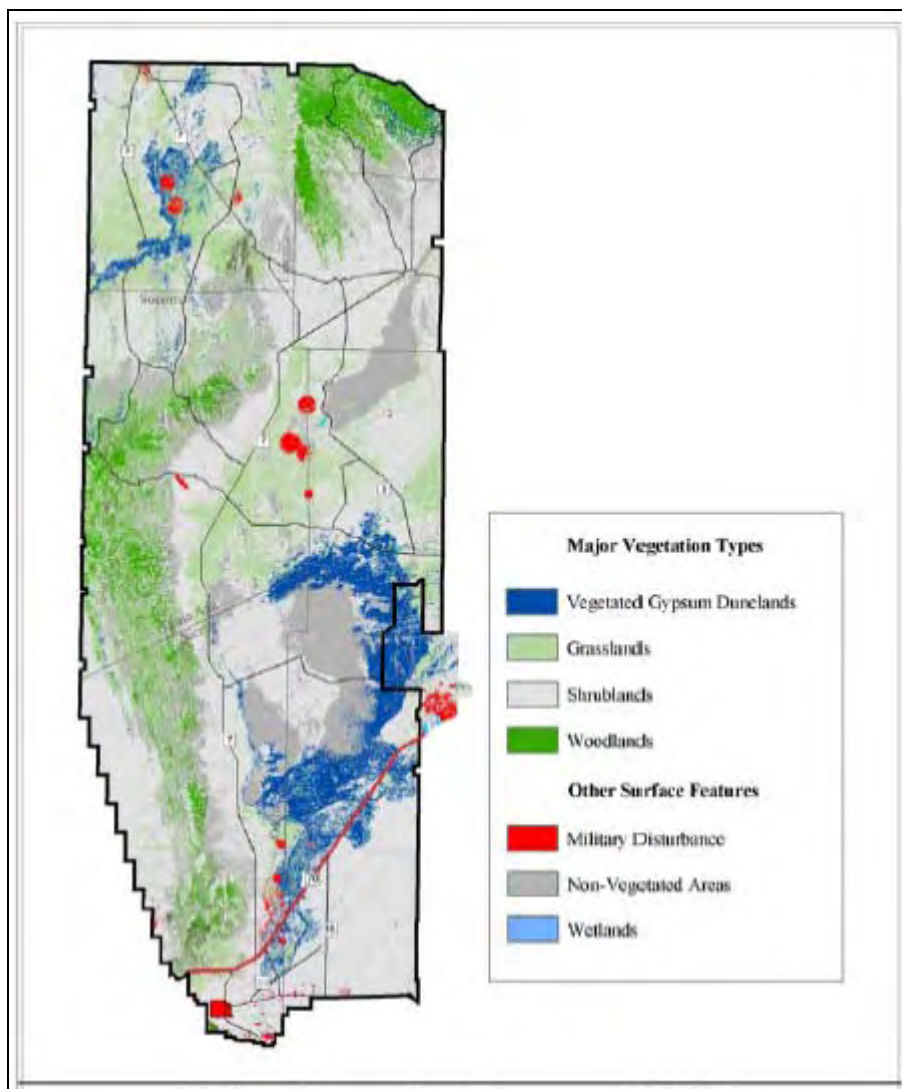 Major Vegetation Types
Vegetated Gypsum Dunelands
Grasslands
Shrublands
Woodlands
Other Surface Features
Military Disturbance
Non-Vegetated Areas
Wetlands